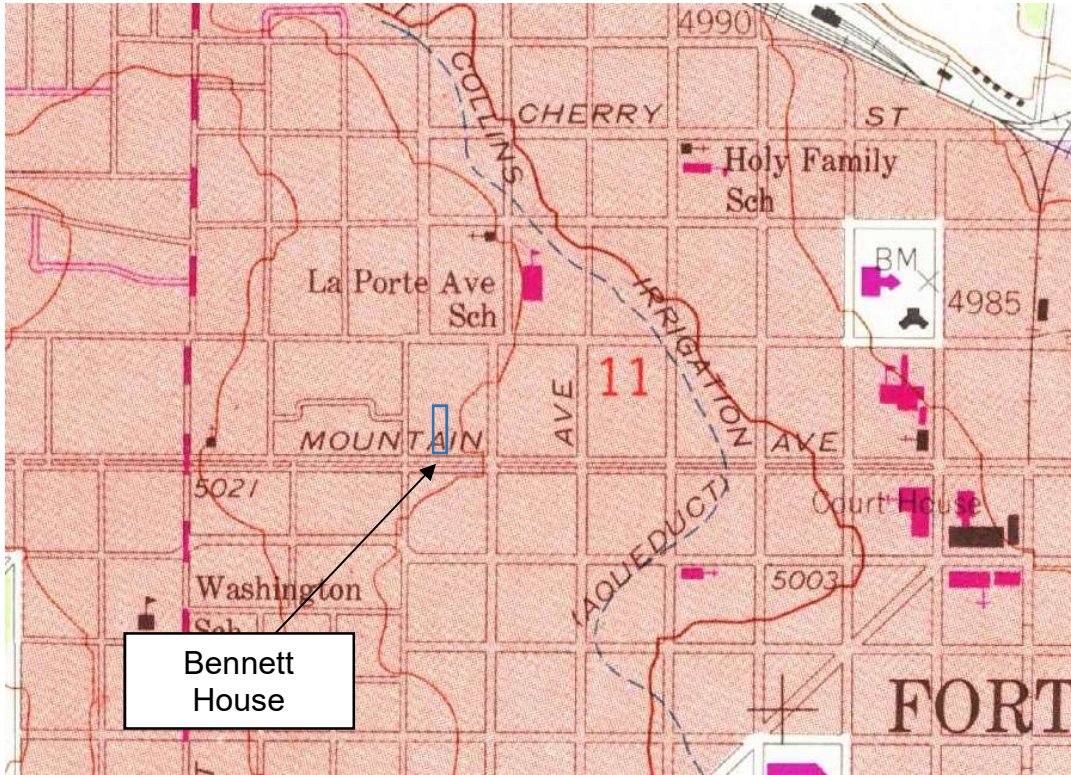 4990
COLLINS
CHERRY ST
Holy Family
Sch
BM
La Porte Ave
Sch
4985
IRRIGATION
11
AVE
MOUNTAIN AVE
5021
Court House
(AQUEDUCT)
5003
Washington
Sch
Bennett
House
FORT